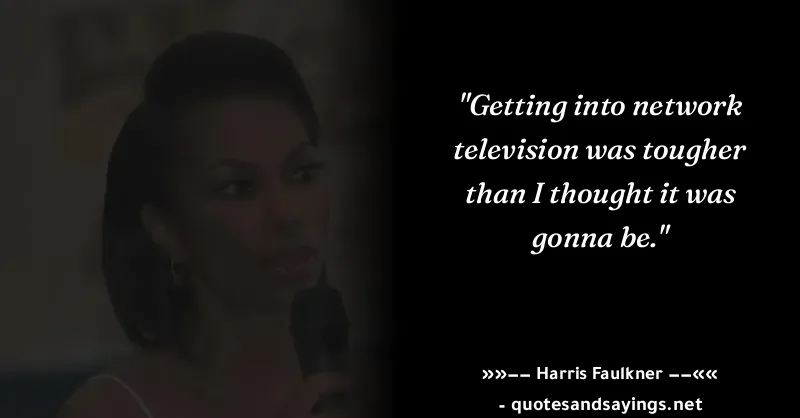 "Getting into network
television was tougher
than I thought it was
gonna be."
»»–– Harris Faulkner ––««
- quotesandsayings.net